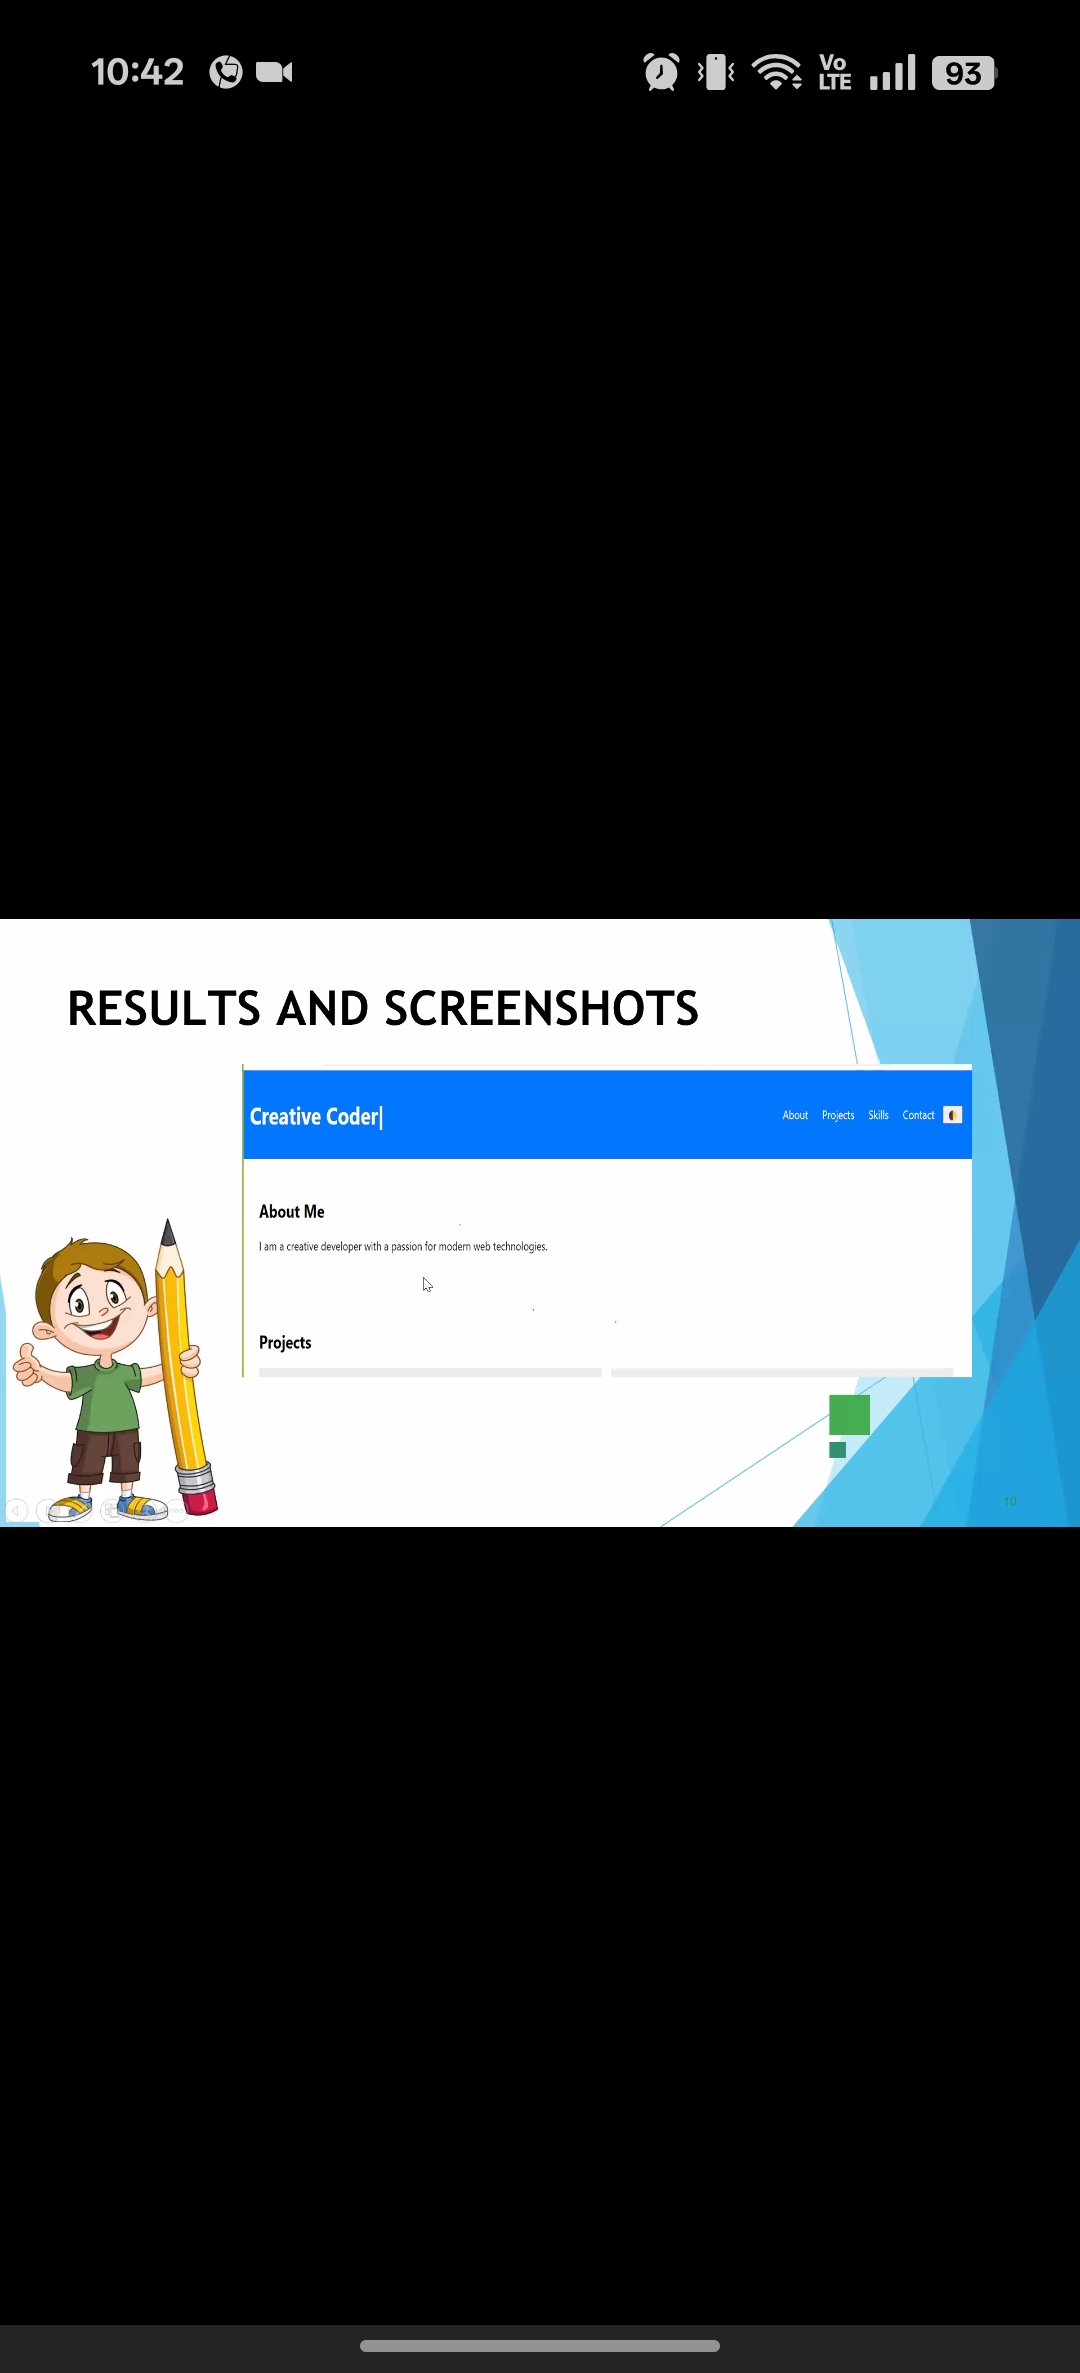 10:42
Vo
LTE
93
RESULTS AND SCREENSHOTS
Creative Coder|
About Projects Skills Contact
About Me
I am a creative developer with a passion for modern web technologies.
Projects
10